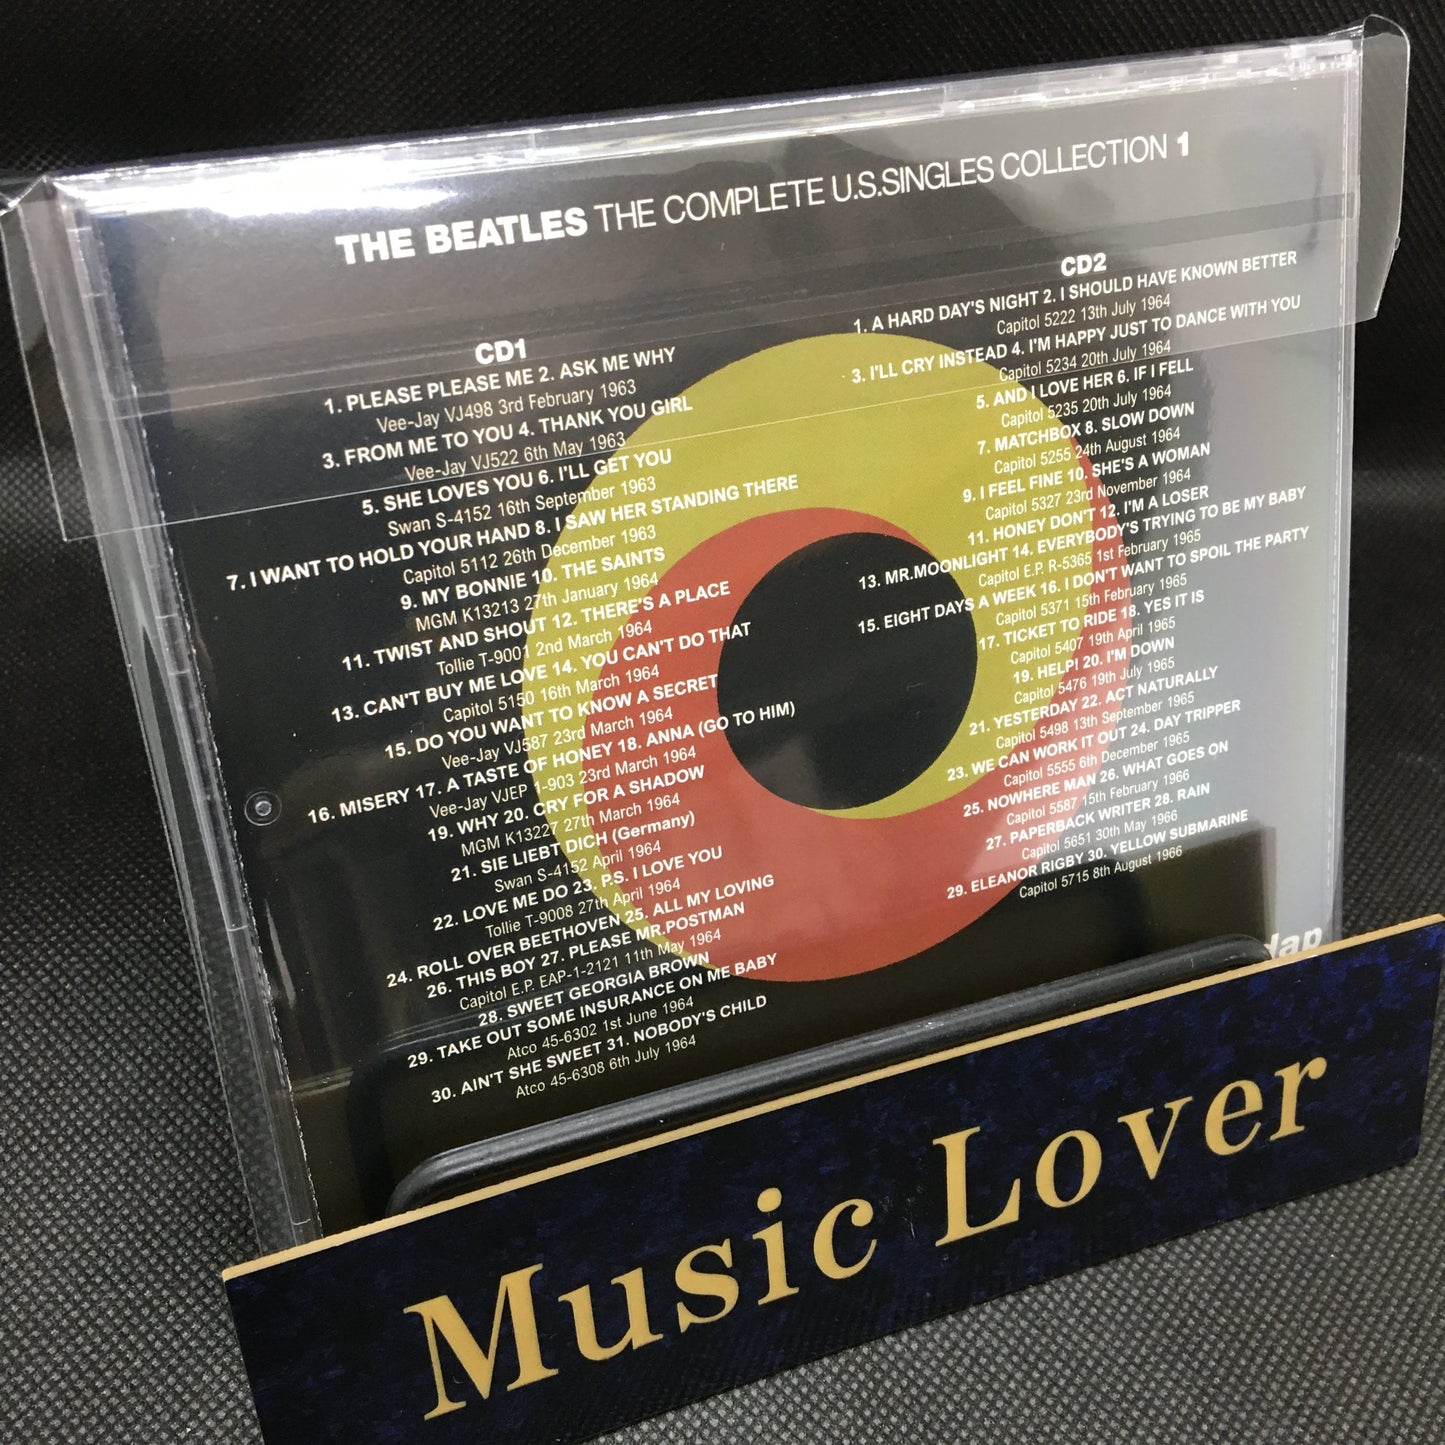 THE BEATLES THE COMPLETE U.S.SINGLES COLLECTION 1
CD1
1. PLEASE PLEASE ME 2. ASK ME WHY
Vee-Jay VJ498 3rd February 1963
3. FROM ME TO YOU 4. THANK YOU GIRL
Vee-Jay VJ522 6th May 1963
5. SHE LOVES YOU 6. I'LL GET YOU
Swan S-4152 16th September 1963
7. I WANT TO HOLD YOUR HAND 8. I SAW HER STANDING THERE
Capitol 5112 26th December 1963
9. MY BONNIE 10. THE SAINTS
MGM K13213 27th January 1964
11. TWIST AND SHOUT 12. THERE'S A PLACE
Tollie T-9001 2nd March 1964
13. CAN'T BUY ME LOVE 14. YOU CAN'T DO THAT
Capitol 5150 16th March 1964
15. DO YOU WANT TO KNOW A SECRET
Vee-Jay VJ587 23rd March 1964
16. MISERY 17. A TASTE OF HONEY 18. ANNA (GO TO HIM)
Vee-Jay VJEP 1-903 23rd March 1964
19. WHY 20. CRY FOR A SHADOW
MGM K13227 27th March 1964
21. SIE LIEBT DICH (Germany)
Swan S-4152 April 1964
22. LOVE ME DO 23. P.S. I LOVE YOU
Tollie T-9008 27th April 1964
24. ROLL OVER BEETHOVEN 25. ALL MY LOVING
26. THIS BOY 27. PLEASE MR.POSTMAN
Capitol E.P. EAP-1-2121 11th May 1964
28. SWEET GEORGIA BROWN
29. TAKE OUT SOME INSURANCE ON ME BABY
Atco 45-6302 1st June 1964
30. AIN'T SHE SWEET 31. NOBODY'S CHILD
Atco 45-6308 6th July 1964
CD2
1. A HARD DAY'S NIGHT 2. I SHOULD HAVE KNOWN BETTER
Capitol 5222 13th July 1964
3. I'LL CRY INSTEAD 4. I'M HAPPY JUST TO DANCE WITH YOU
Capitol 5234 20th July 1964
5. AND I LOVE HER 6. IF I FELL
Capitol 5235 20th July 1964
7. MATCHBOX 8. SLOW DOWN
Capitol 5255 24th August 1964
9. I FEEL FINE 10. SHE'S A WOMAN
Capitol 5327 23rd November 1964
11. HONEY DON'T 12. I'M A LOSER
13. MR.MOONLIGHT 14. EVERYBODY'S TRYING TO BE MY BABY
Capitol E.P. R-5365 1st February 1965
15. EIGHT DAYS A WEEK 16. I DON'T WANT TO SPOIL THE PARTY
Capitol 5371 15th February 1965
17. TICKET TO RIDE 18. YES IT IS
Capitol 5407 19th April 1965
19. HELP! 20. I'M DOWN
Capitol 5476 19th July 1965
21. YESTERDAY 22. ACT NATURALLY
Capitol 5498 13th September 1965
23. WE CAN WORK IT OUT 24. DAY TRIPPER
Capitol 5555 6th December 1965
25. NOWHERE MAN 26. WHAT GOES ON
Capitol 5587 15th February 1966
27. PAPERBACK WRITER 28. RAIN
Capitol 5651 30th May 1966
29. ELEANOR RIGBY 30. YELLOW SUBMARINE
Capitol 5715 8th August 1966
dap
Music Lover